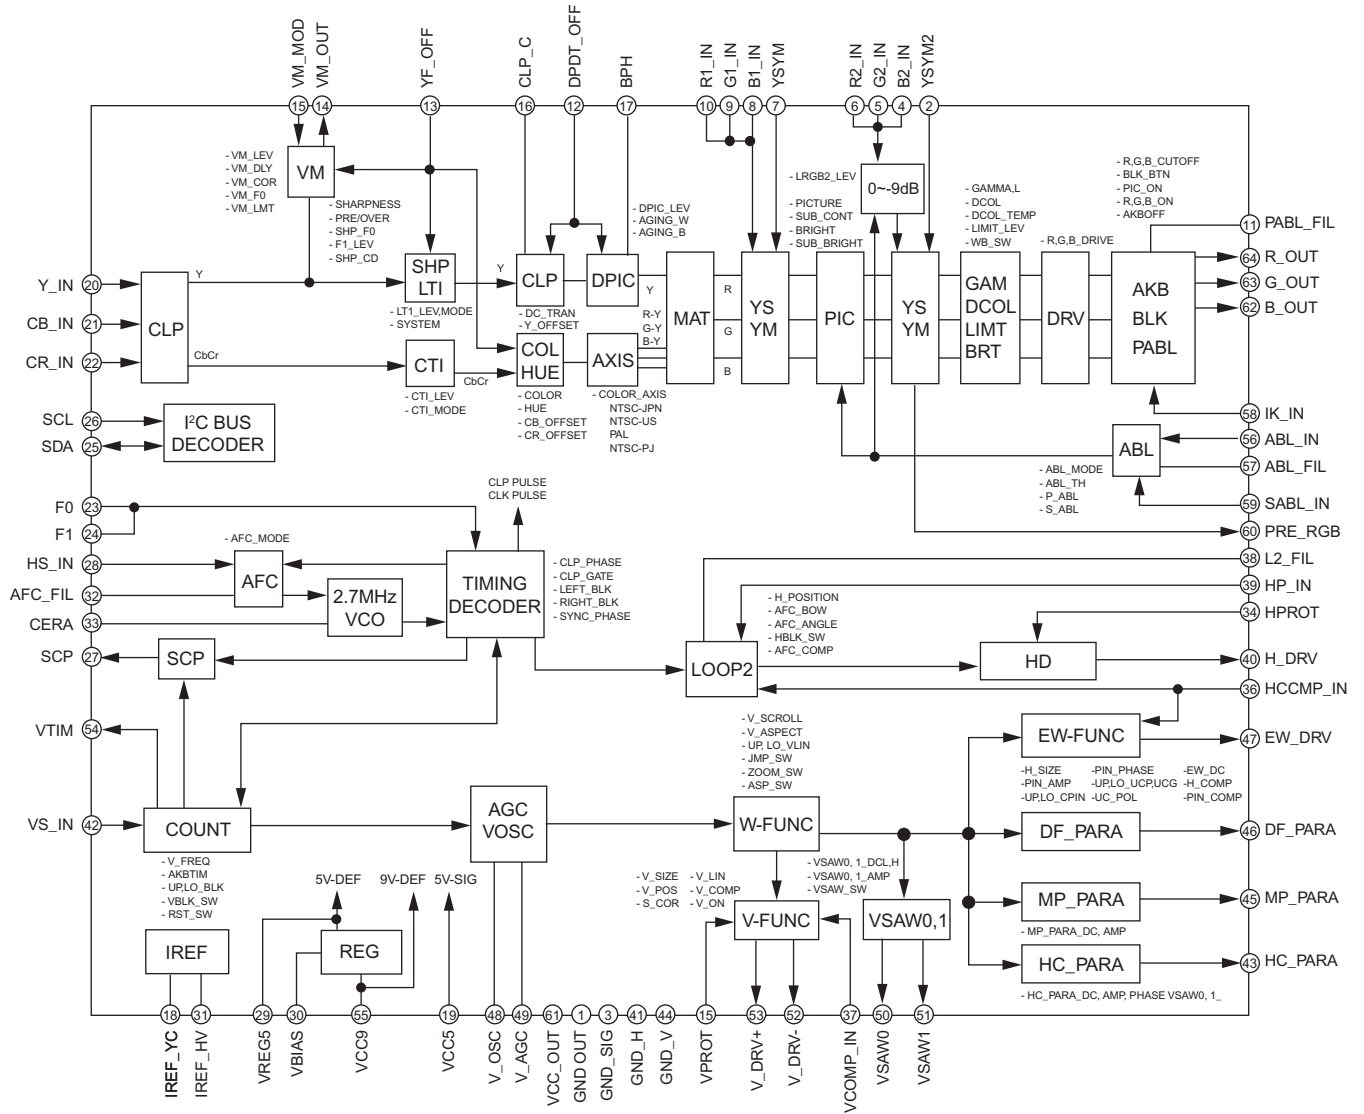 VM_MOD
VM_OUT
YF_OFF
CLP_C
DPDT_OFF
BPH
R1_IN
G1_IN
B1_IN
YSYM
R2_IN
G2_IN
B2_IN
YSYM2
15
14
13
16
12
17
10
9
8
7
6
5
4
2
VM
- VM_LEV
- VM_DLY
- VM_COR
- VM_F0
- VM_LMT
- SHARPNESS
- PRE/OVER
- SHP_F0
- F1_LEV
- SHP_CD
- DPIC_LEV
- AGING_W
- AGING_B
- LRGB2_LEV
- PICTURE
- SUB_CONT
- BRIGHT
- SUB_BRIGHT
0~-9dB
- GAMMA,L
- DCOL
- DCOL_TEMP
- LIMIT_LEV
- WB_SW
- R,G,B_DRIVE
- R,G,B_CUTOFF
- BLK_BTN
- PIC_ON
- R,G,B_ON
- AKBOFF
11 PABL_FIL
64 R_OUT
63 G_OUT
62 B_OUT
Y_IN 20
CB_IN 21
CR_IN 22
CLP
Y
CbCr
SHP
LTI
- LT1_LEV,MODE
- SYSTEM
Y
CLP
- DC_TRAN
- Y_OFFSET
DPIC
Y
R-Y
G-Y
B-Y
MAT
R
G
B
YS
YM
PIC
YS
YM
GAM
DCOL
LIMT
BRT
DRV
AKB
BLK
PABL
CTI
- CTI_LEV
- CTI_MODE
CbCr
COL
HUE
- COLOR
- HUE
- CB_OFFSET
- CR_OFFSET
AXIS
- COLOR_AXIS
NTSC-JPN
NTSC-US
PAL
NTSC-PJ
SCL 26
SDA 25
I²C BUS
DECODER
58 IK_IN
56 ABL_IN
57 ABL_FIL
59 SABL_IN
60 PRE_RGB
ABL
- ABL_MODE
- ABL_TH
- P_ABL
- S_ABL
F0 23
F1 24
HS_IN 28
AFC_FIL 32
CERA 33
SCP 27
- AFC_MODE
AFC
2.7MHz
VCO
CLP PULSE
CLK PULSE
TIMING
DECODER
- CLP_PHASE
- CLP_GATE
- LEFT_BLK
- RIGHT_BLK
- SYNC_PHASE
SCP
38 L2_FIL
39 HP_IN
34 HPROT
40 H_DRV
36 HCCMP_IN
- H_POSITION
- AFC_BOW
- AFC_ANGLE
- HBLK_SW
- AFC_COMP
LOOP2
HD
VTIM 54
VS_IN 42
COUNT
- V_FREQ
- AKBTIM
- UP,LO_BLK
- VBLK_SW
- RST_SW
AGC
VOSC
- V_SCROLL
- V_ASPECT
- UP, LO_VLIN
- JMP_SW
- ZOOM_SW
- ASP_SW
W-FUNC
EW-FUNC
47 EW_DRV
-H_SIZE -PIN_PHASE -EW_DC
-PIN_AMP -UP,LO_UCP,UCG -H_COMP
-UP,LO_CPIN -UC_POL -PIN_COMP
DF_PARA
46 DF_PARA
MP_PARA
45 MP_PARA
- MP_PARA_DC, AMP
HC_PARA
43 HC_PARA
- HC_PARA_DC, AMP, PHASE VSAW0, 1_
- V_SIZE - V_LIN
- V_POS - V_COMP
- S_COR - V_ON
- VSAW0, 1_DCL,H
- VSAW0, 1_AMP
- VSAW_SW
V-FUNC
VSAW0,1
5V-DEF
9V-DEF
5V-SIG
IREF
REG
18
31
29
30
55
19
48
49
61
1
3
41
44
15
53
52
37
50
51
IREF_YC
IREF_HV
VREG5
VBIAS
VCC9
VCC5
V_OSC
V_AGC
VCC_OUT
GND OUT
GND_SIG
GND_H
GND_V
VPROT
V_DRV+
V_DRV-
VCOMP_IN
VSAW0
VSAW1